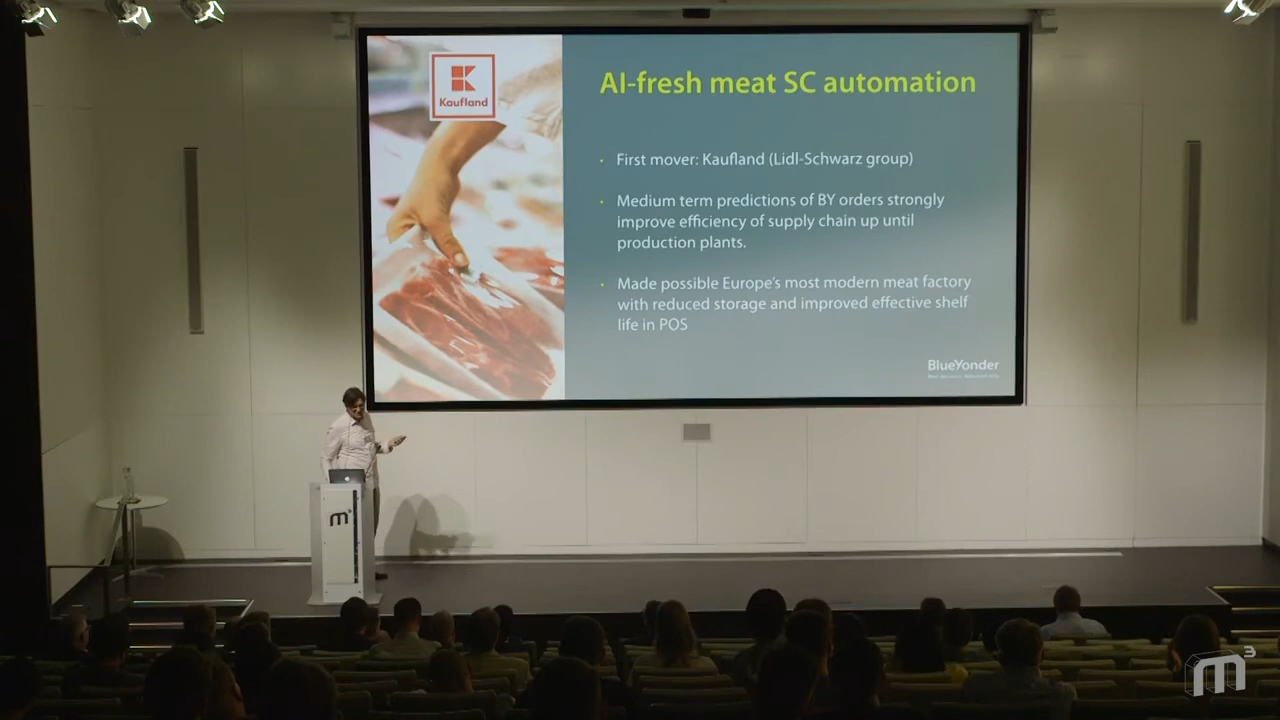 Kaufland
AI-fresh meat SC automation
First mover: Kaufland (Lidl-Schwarz group)
Medium term predictions of BY orders strongly
improve efficiency of supply chain up until
production plants.
Made possible Europe's most modern meat factory
with reduced storage and improved effective shelf
life in POS
BlueYonder
m³
m³